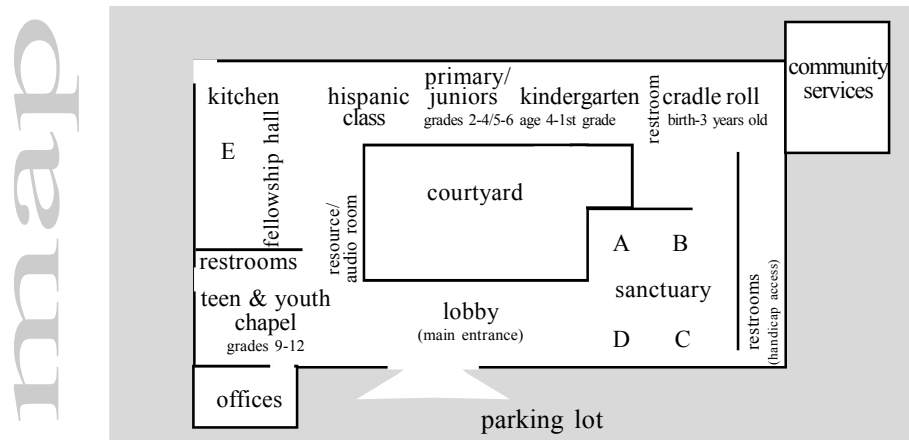 map
kitchen
E
fellowship hall
hispanic
class
primary/
juniors
grades 2-4/5-6
kindergarten
age 4-1st grade
restroom
cradle roll
birth-3 years old
community
services
courtyard
resource/
audio room
A B
sanctuary
D C
restrooms
(handicap access)
restrooms
teen & youth
chapel
grades 9-12
lobby
(main entrance)
offices
parking lot